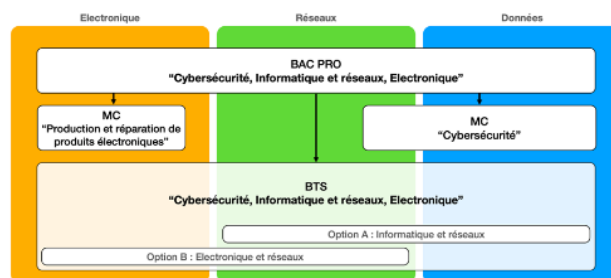 Electronique
Réseaux
Données
BAC PRO
“Cybersécurité, Informatique et réseaux, Electronique”
MC
“Production et réparation de
produits électroniques”
MC
“Cybersécurité”
BTS
“Cybersécurité, Informatique et réseaux, Electronique”
Option A : Informatique et réseaux
Option B : Electronique et réseaux